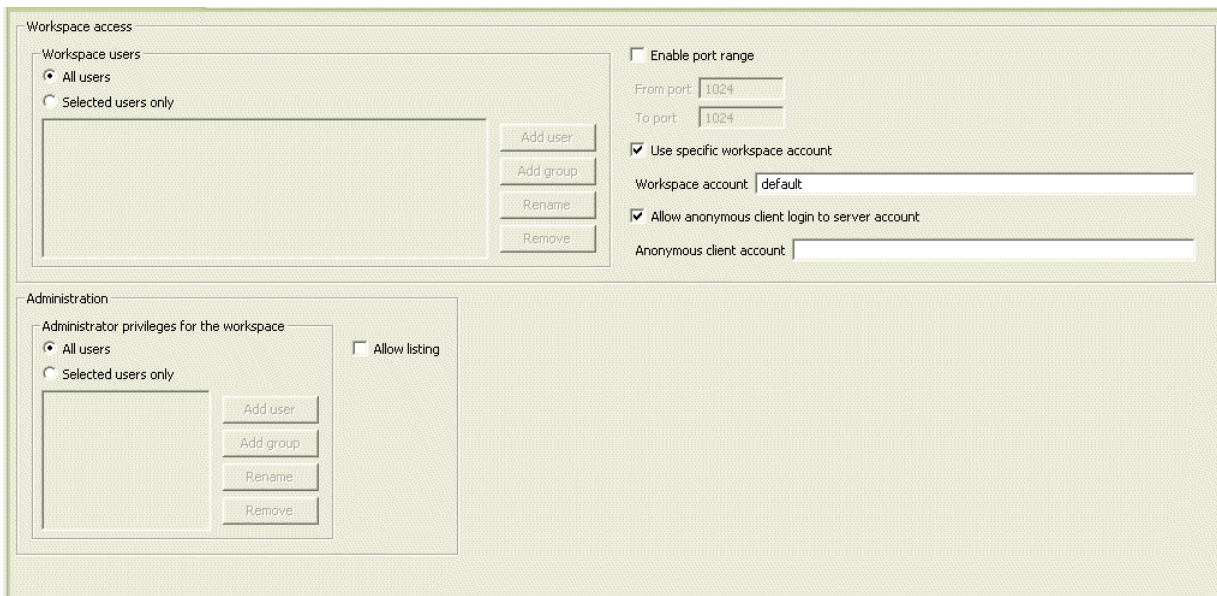 Workspace access
Workspace users
All users
Selected users only
Add user
Add group
Rename
Remove
Enable port range
From port 1024
To port 1024
Use specific workspace account
Workspace account default
Allow anonymous client login to server account
Anonymous client account
Administration
Administrator privileges for the workspace
All users
Selected users only
Add user
Add group
Rename
Remove
Allow listing